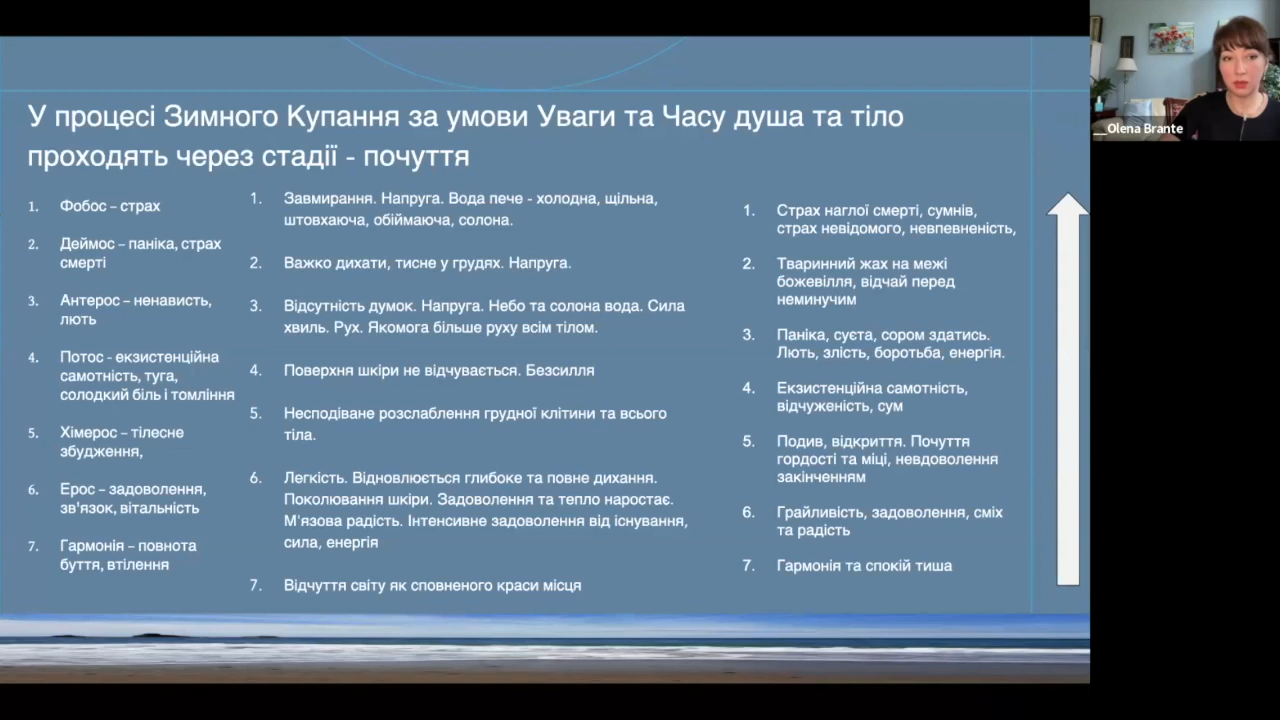 У процесі Зимного Купання за умови Уваги та Часу душа та тіло
проходять через стадії - почуття
1. Фобос – страх
2. Деймос – паніка, страх
смерті
3. Антерос – ненависть,
лють
4. Потос - екзистенційна
самотність, туга,
солодкий біль і томління
5. Хімерос – тілесне
збудження,
6. Ерос – задоволення,
зв'язок, вітальність
7. Гармонія – повнота
буття, втілення
1. Завмирання. Напруга. Вода пече - холодна, щільна,
штовхаюча, обіймаюча, солона.
2. Важко дихати, тисне у грудях. Напруга.
3. Відсутність думок. Напруга. Небо та солона вода. Сила
хвиль. Рух. Якомога більше руху всім тілом.
4. Поверхня шкіри не відчувається. Безсилля
5. Несподіване розслаблення грудної клітини та всього
тіла.
6. Легкість. Відновлюється глибоке та повне дихання.
Поколювання шкіри. Задоволення та тепло наростає.
М'язова радість. Інтенсивне задоволення від існування,
сила, енергія
7. Відчуття світу як сповненого краси місця
1. Страх наглої смерті, сумнів,
страх невідомого, невпевненість,
2. Тваринний жах на межі
божевілля, відчай перед
неминучим
3. Паніка, суєта, сором здатись.
Лють, злість, боротьба, енергія.
4. Екзистенційна самотність,
відчуженість, сум
5. Подив, відкриття. Почуття
гордості та міці, невдоволення
закінченням
6. Грайливість, задоволення, сміх
та радість
7. Гармонія та спокій тиша
__Olena Brante